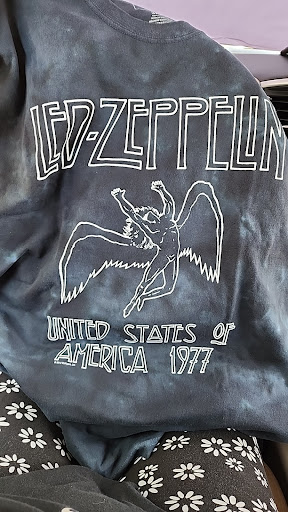 LED-ZEPPELIN
UNITED STATES OF
AMERICA 1977